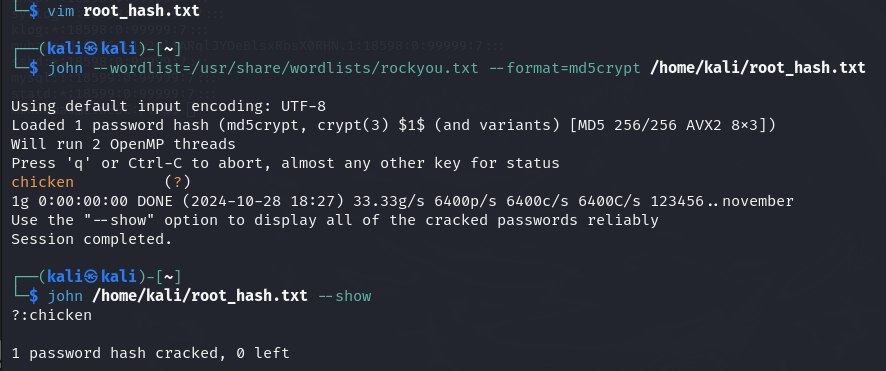 └─$ vim root_hash.txt
┌──(kali㉿kali)-[~]
└─$ john --wordlist=/usr/share/wordlists/rockyou.txt --format=md5crypt /home/kali/root_hash.txt
Using default input encoding: UTF-8
Loaded 1 password hash (md5crypt, crypt(3) $1$ (and variants) [MD5 256/256 AVX2 8×3])
Will run 2 OpenMP threads
Press 'q' or Ctrl-C to abort, almost any other key for status
chicken          (?)
1g 0:00:00:00 DONE (2024-10-28 18:27) 33.33g/s 6400p/s 6400c/s 6400C/s 123456..november
Use the "--show" option to display all of the cracked passwords reliably
Session completed.
┌──(kali㉿kali)-[~]
└─$ john /home/kali/root_hash.txt --show
?:chicken
1 password hash cracked, 0 left